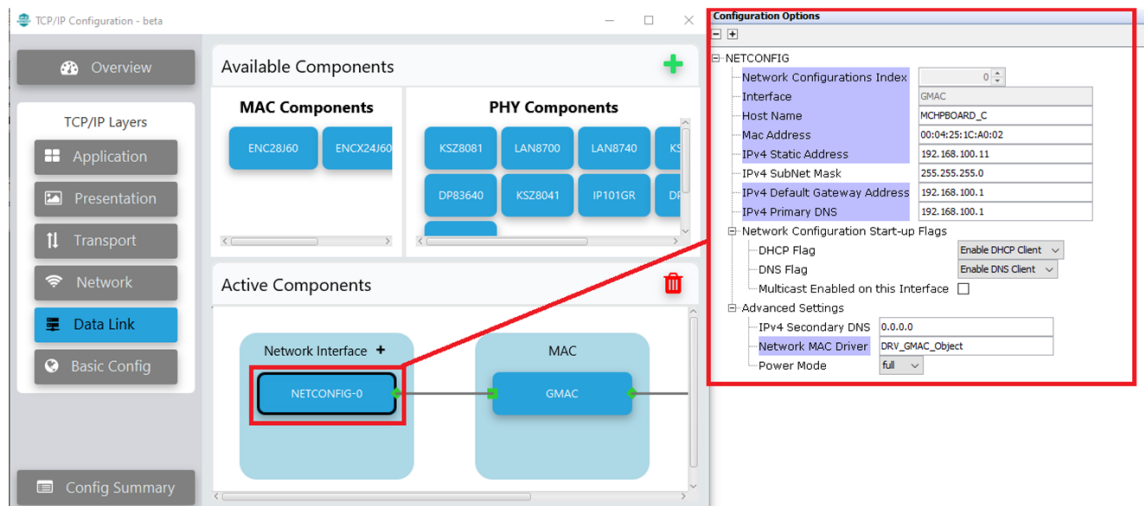 TCP/IP Configuration - beta
Overview
TCP/IP Layers
Application
Presentation
Transport
Network
Data Link
Basic Config
Config Summary
Available Components
MAC Components
PHY Components
ENC28J60
ENCX24J60
KSZ8081
LAN8700
LAN8740
KS
DP83640
KSZ8041
IP101GR
DP
Active Components
Network Interface +
MAC
NETCONFIG-0
GMAC
Configuration Options
NETCONFIG
Network Configurations Index 0
Interface GMAC
Host Name MCHPBOARD_C
Mac Address 00:04:25:1C:A0:02
IPv4 Static Address 192.168.100.11
IPv4 SubNet Mask 255.255.255.0
IPv4 Default Gateway Address 192.168.100.1
IPv4 Primary DNS 192.168.100.1
Network Configuration Start-up Flags
DHCP Flag Enable DHCP Client
DNS Flag Enable DNS Client
Multicast Enabled on this Interface
Advanced Settings
IPv4 Secondary DNS 0.0.0.0
Network MAC Driver DRV_GMAC_Object
Power Mode full